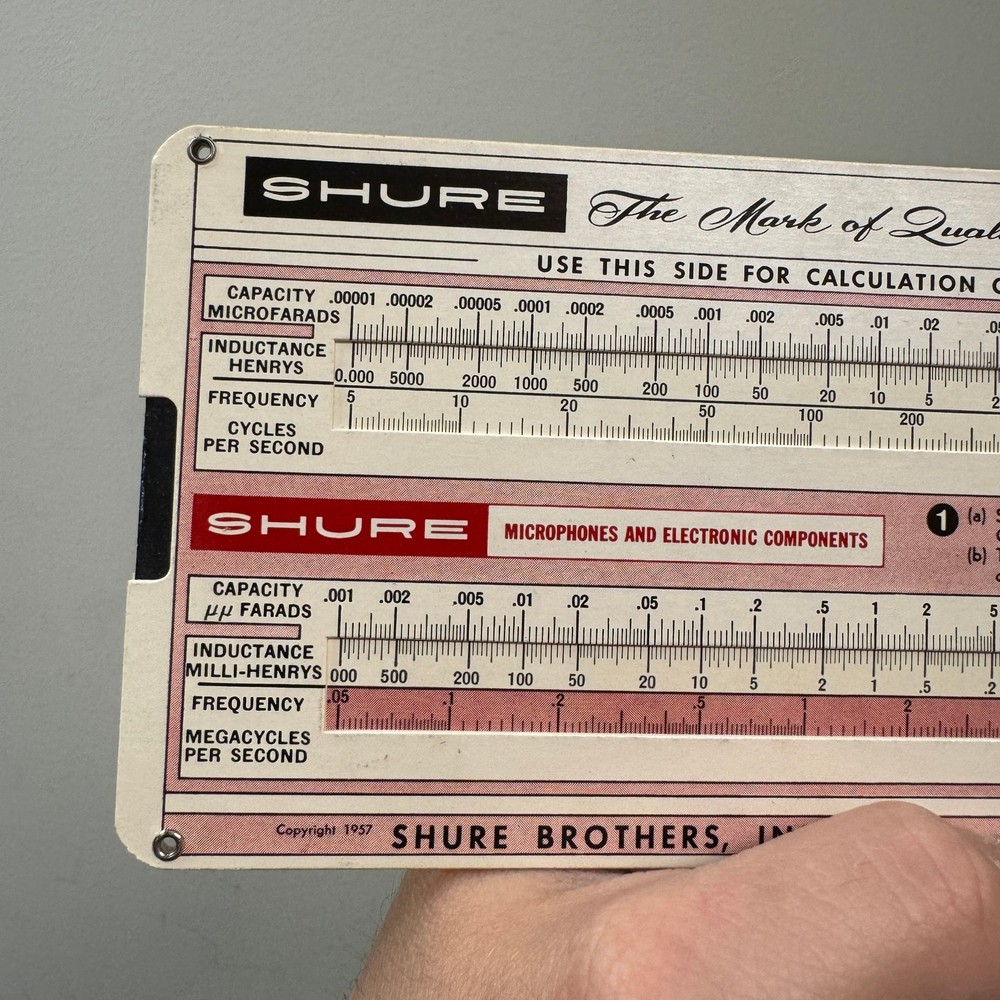 SHURE The Mark of
USE THIS SIDE FOR CALCULATION
CAPACITY
MICROFARADS
.00001 .00002 .00005 .0001 .0002 .0005 .001 .002 .005 .01 .02
INDUCTANCE
HENRYS
0.000 5000 2000 1000 500 200 100 50 20 10 5
FREQUENCY
CYCLES
PER SECOND
5 10 20 50 100 200
SHURE MICROPHONES AND ELECTRONIC COMPONENTS
1 (a)
(b)
CAPACITY
µµ FARADS
.001 .002 .005 .01 .02 .05 .1 .2 .5 1 2 5
INDUCTANCE
MILLI-HENRYS
000 500 200 100 50 20 10 5 2 1 .5 .2
FREQUENCY
MEGACYCLES
PER SECOND
.05 .1 .2 .5 1 2
Copyright 1957 SHURE BROTHERS,